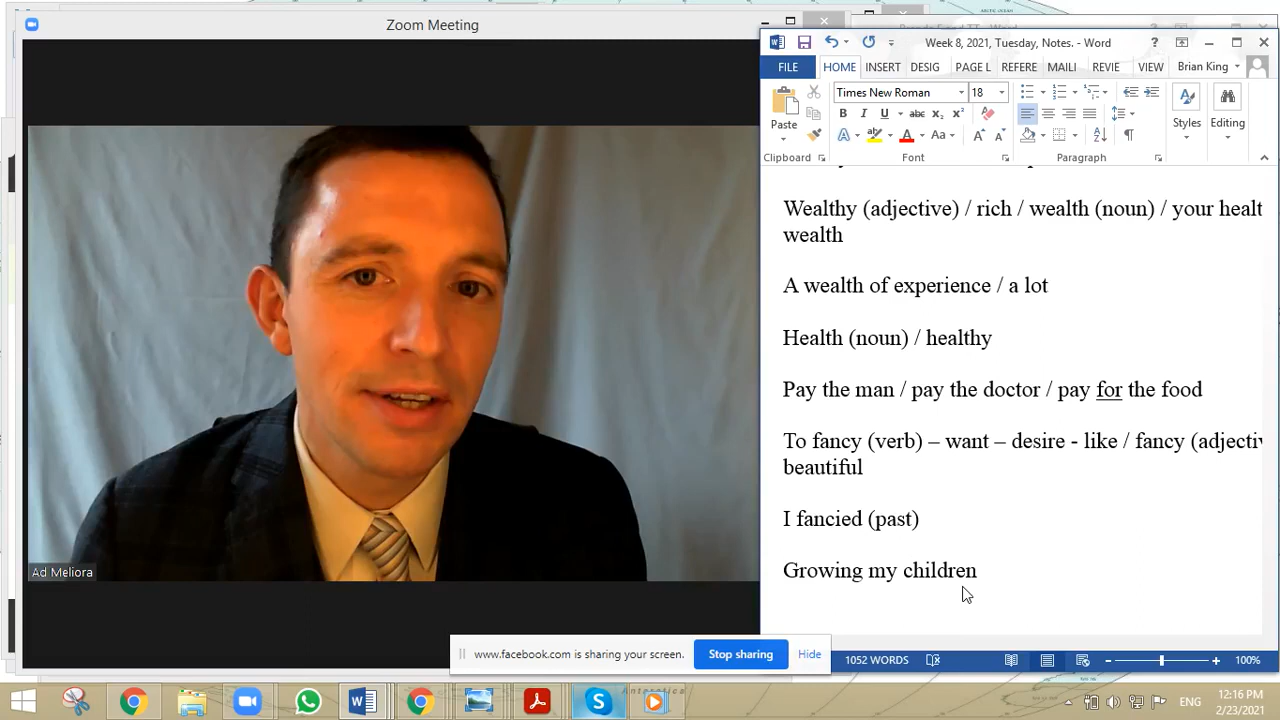 Zoom Meeting
Week 8, 2021, Tuesday, Notes. - Word
FILE HOME INSERT DESIG PAGE L REFERE MAILI REVIE VIEW Brian King
Times New Roman 18
Paste
Styles
Editing
Clipboard Font Paragraph
Wealthy (adjective) / rich / wealth (noun) / your healt
wealth
A wealth of experience / a lot
Health (noun) / healthy
Pay the man / pay the doctor / pay for the food
To fancy (verb) – want – desire - like / fancy (adjectiv
beautiful
I fancied (past)
Growing my children
Ad Meliora
www.facebook.com is sharing your screen. Stop sharing Hide
1052 WORDS 100%
ENG
12:16 PM
2/23/2021